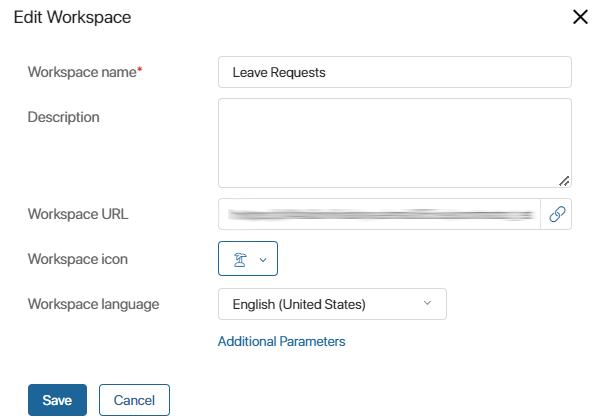 Edit Workspace
Workspace name*
Leave Requests
Description
Workspace URL
Workspace icon
Workspace language
English (United States)
Additional Parameters
Save
Cancel